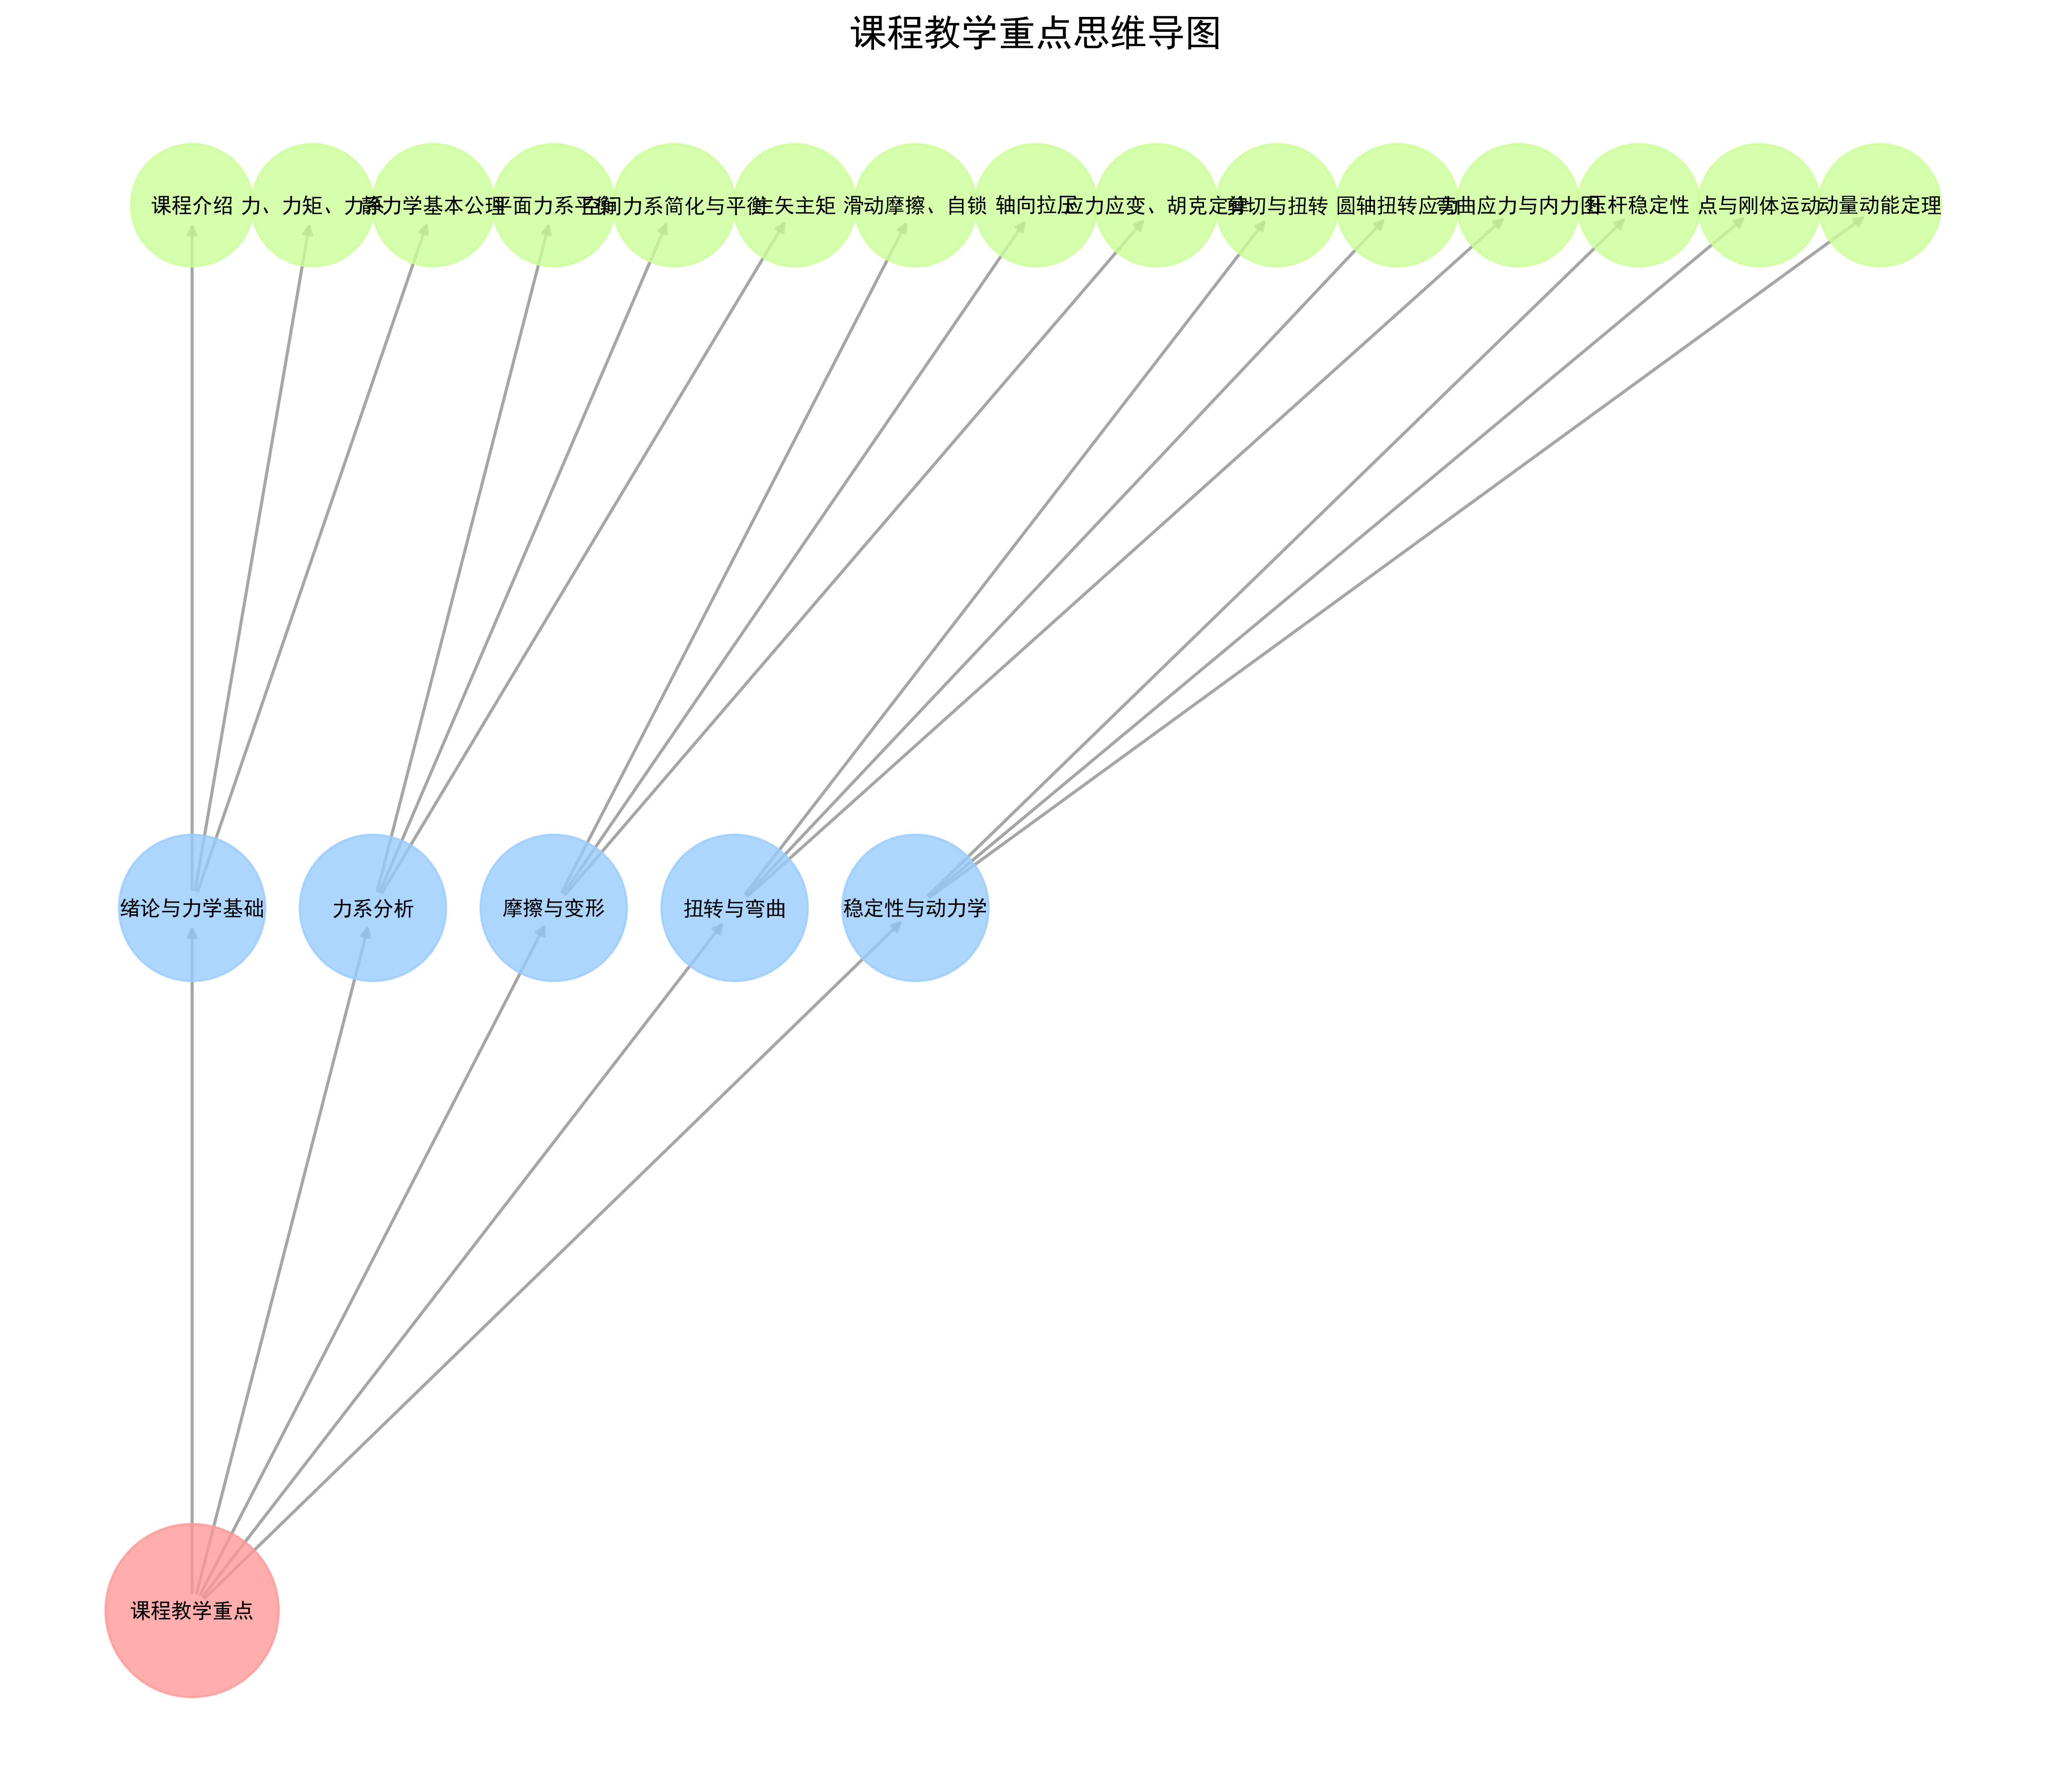 课程教学重点思维导图
课程介绍
力、力矩、力系
静力学基本公理
平面力系平衡
空间力系简化与平衡
主矢主矩
滑动摩擦、自锁
轴向拉压
应力应变、胡克定律
剪切与扭转
圆轴扭转应力
弯曲应力与内力图
压杆稳定性
点与刚体运动
动量动能定理
绪论与力学基础
力系分析
摩擦与变形
扭转与弯曲
稳定性与动力学
课程教学重点